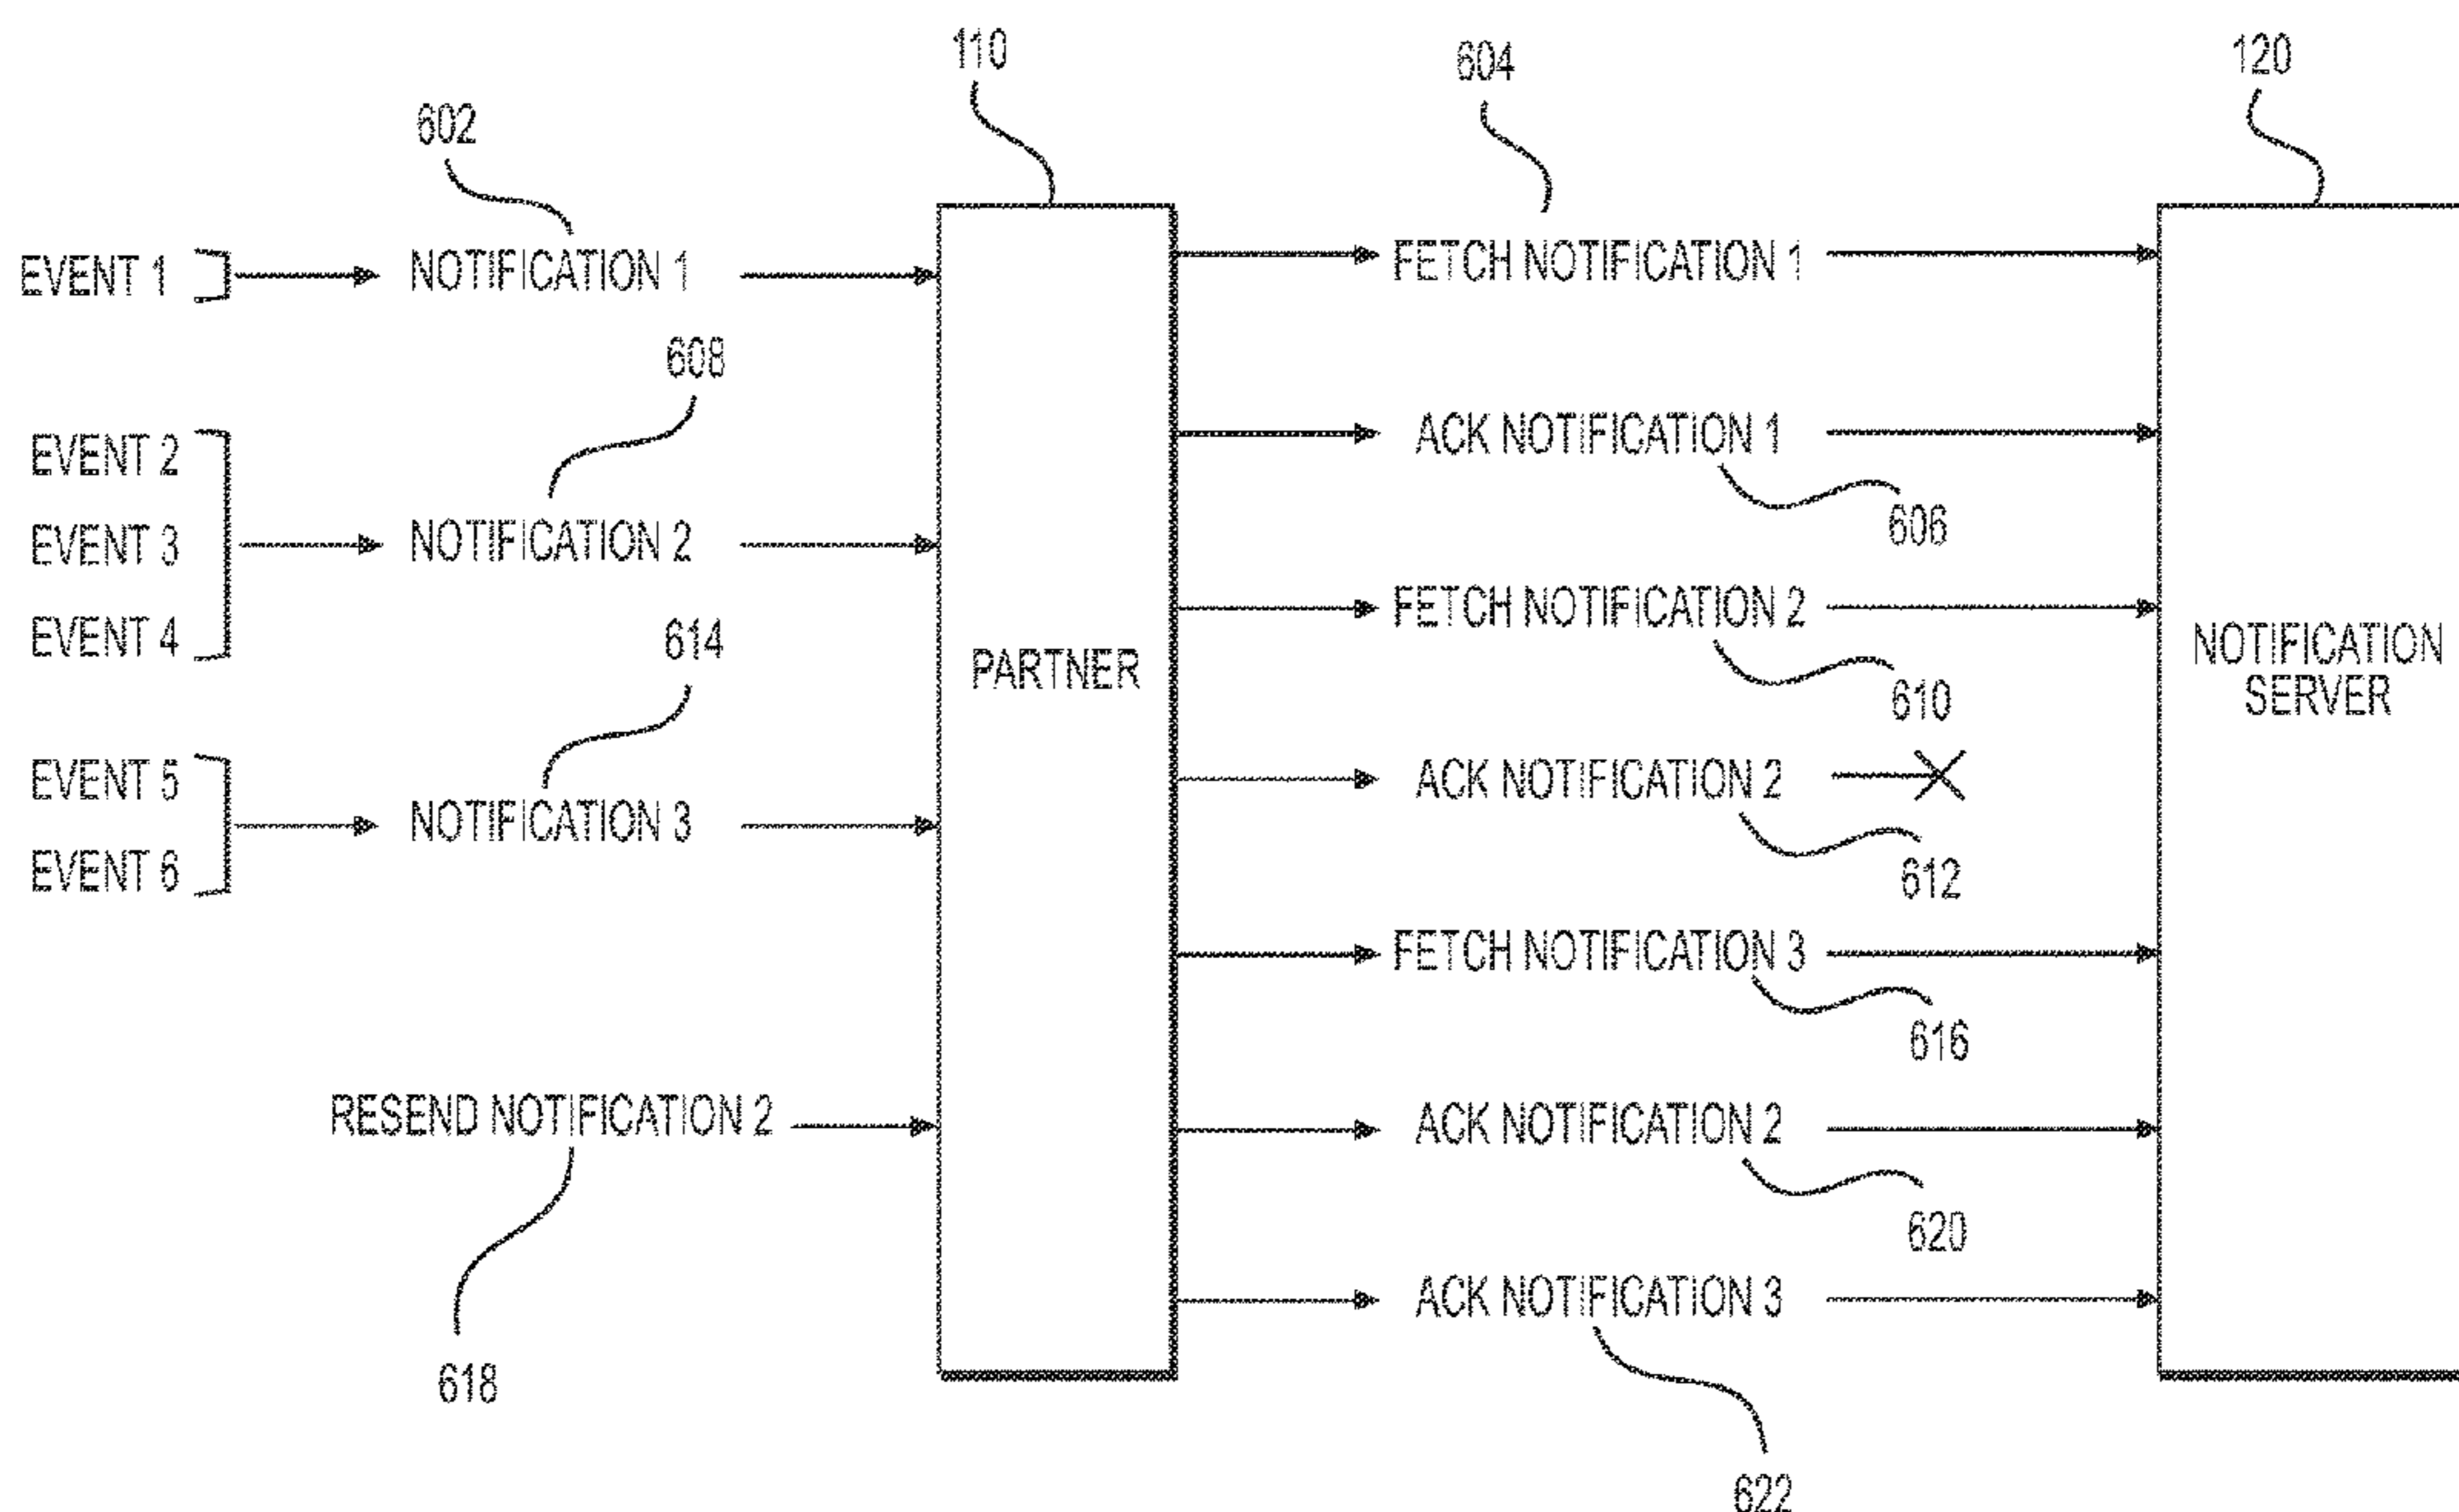 110
604
120
602
EVENT 1
NOTIFICATION 1
FETCH NOTIFICATION 1
608
EVENT 2
ACK NOTIFICATION 1
606
EVENT 3
NOTIFICATION 2
FETCH NOTIFICATION 2
EVENT 4
614
PARTNER
610
NOTIFICATION
SERVER
EVENT 5
ACK NOTIFICATION 2
NOTIFICATION 3
EVENT 6
612
FETCH NOTIFICATION 3
616
RESEND NOTIFICATION 2
ACK NOTIFICATION 2
620
ACK NOTIFICATION 3
618
622